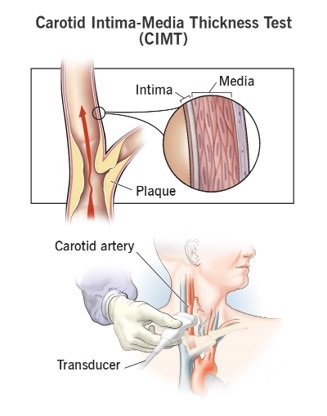 Carotid Intima-Media Thickness Test
(CIMT)
Intima
Media
Plaque
Carotid artery
Transducer